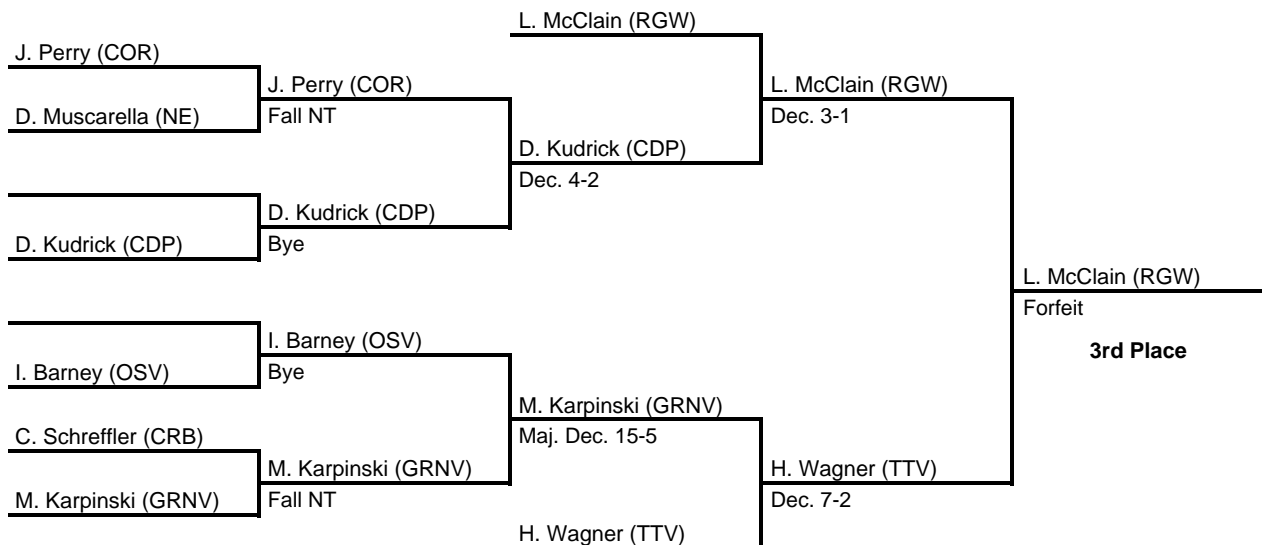 L. McClain (RGW)
J. Perry (COR)
J. Perry (COR)
L. McClain (RGW)
D. Muscarella (NE)
Fall NT
Dec. 3-1
D. Kudrick (CDP)
Dec. 4-2
D. Kudrick (CDP)
D. Kudrick (CDP)
Bye
L. McClain (RGW)
Forfeit
I. Barney (OSV)
3rd Place
I. Barney (OSV)
Bye
M. Karpinski (GRNV)
C. Schreffler (CRB)
Maj. Dec. 15-5
M. Karpinski (GRNV)
H. Wagner (TTV)
M. Karpinski (GRNV)
Fall NT
Dec. 7-2
H. Wagner (TTV)